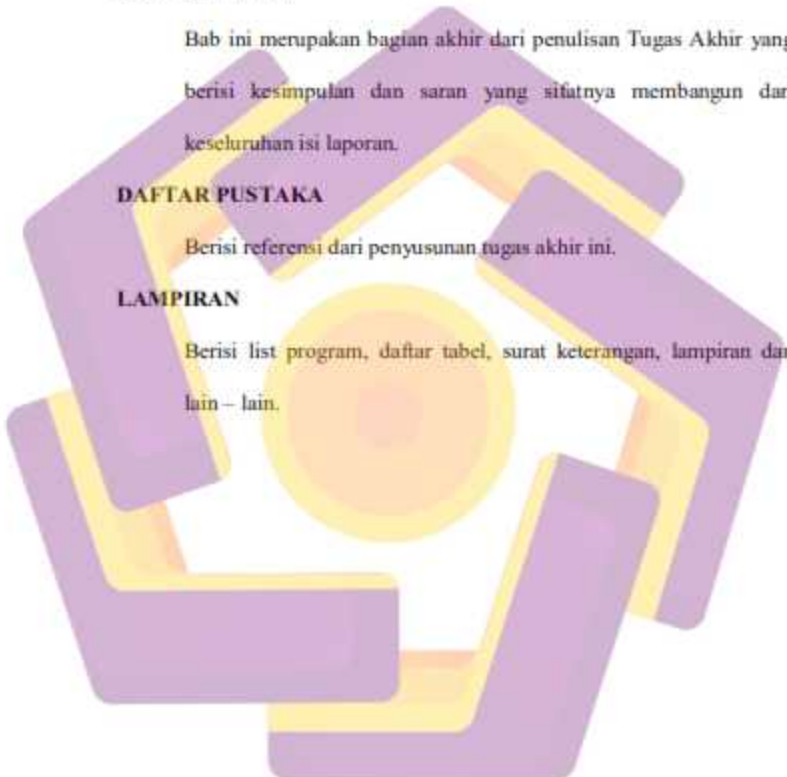 Bab ini merupakan bagian akhir dari penulisan Tugas Akhir yang
berisi kesimpulan dan saran yang sifatnya membangun dari
keseluruhan isi laporan.
DAFTAR PUSTAKA
Berisi referensi dari penyusunan tugas akhir ini.
LAMPIRAN
Berisi list program, daftar tabel, surat keterangan, lampiran dan
lain – lain.